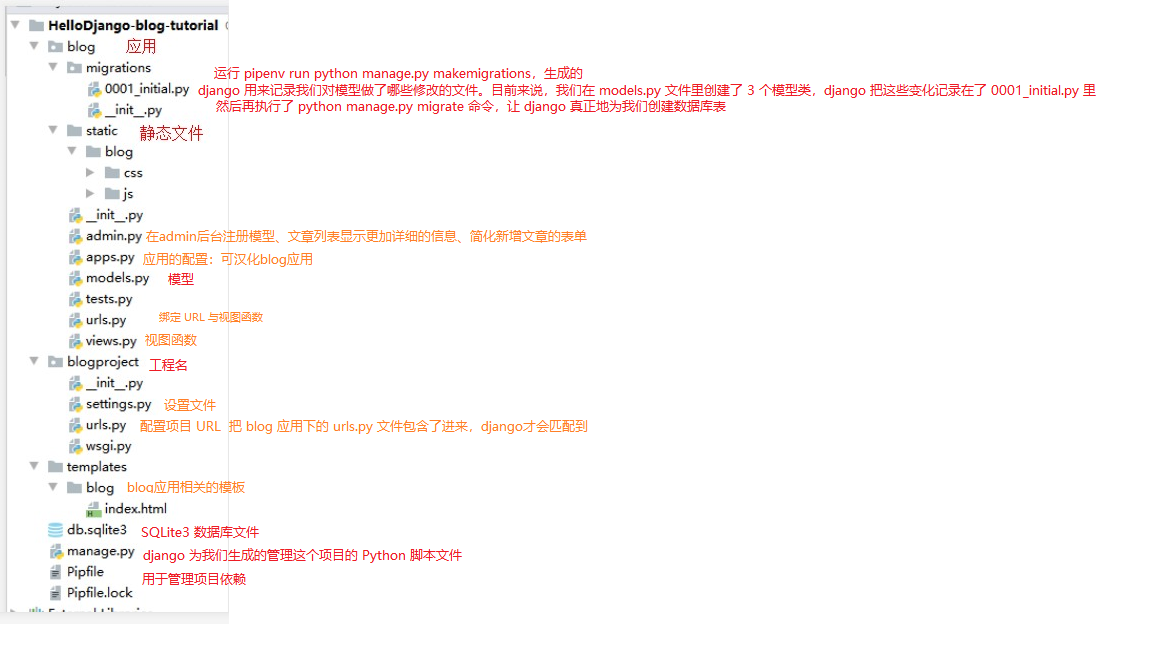 HelloDjango-blog-tutorial
blog 应用
migrations
运行 pipenv run python manage.py makemigrations，生成的
0001_initial.py django 用来记录我们对模型做了哪些修改的文件。目前来说，我们在 models.py 文件里创建了 3 个模型类，django 把这些变化记录在了 0001_initial.py 里
__init__.py 然后再执行了 python manage.py migrate 命令，让 django 真正地为我们创建数据库表
static 静态文件
blog
css
js
__init__.py
admin.py 在admin后台注册模型、文章列表显示更加详细的信息、简化新增文章的表单
apps.py 应用的配置：可汉化blog应用
models.py 模型
tests.py
urls.py 绑定 URL 与视图函数
views.py 视图函数
blogproject 工程名
__init__.py
settings.py 设置文件
urls.py 配置项目 URL 把 blog 应用下的 urls.py 文件包含了进来，django才会匹配到
wsgi.py
templates
blog blog应用相关的模板
index.html
db.sqlite3 SQLite3 数据库文件
manage.py django 为我们生成的管理这个项目的 Python 脚本文件
Pipfile 用于管理项目依赖
Pipfile.lock